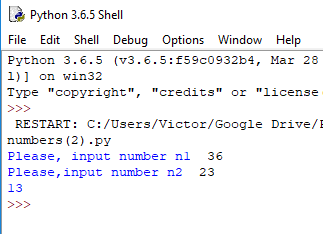 Python 3.6.5 Shell
File Edit Shell Debug Options Window Help
Python 3.6.5 (v3.6.5:f59c0932b4, Mar 28
1)] on win32
Type "copyright", "credits" or "license
>>>
RESTART: C:/Users/Victor/Google Drive/
numbers(2).py
Please, input number n1  36
Please,input number n2  23
13
>>>